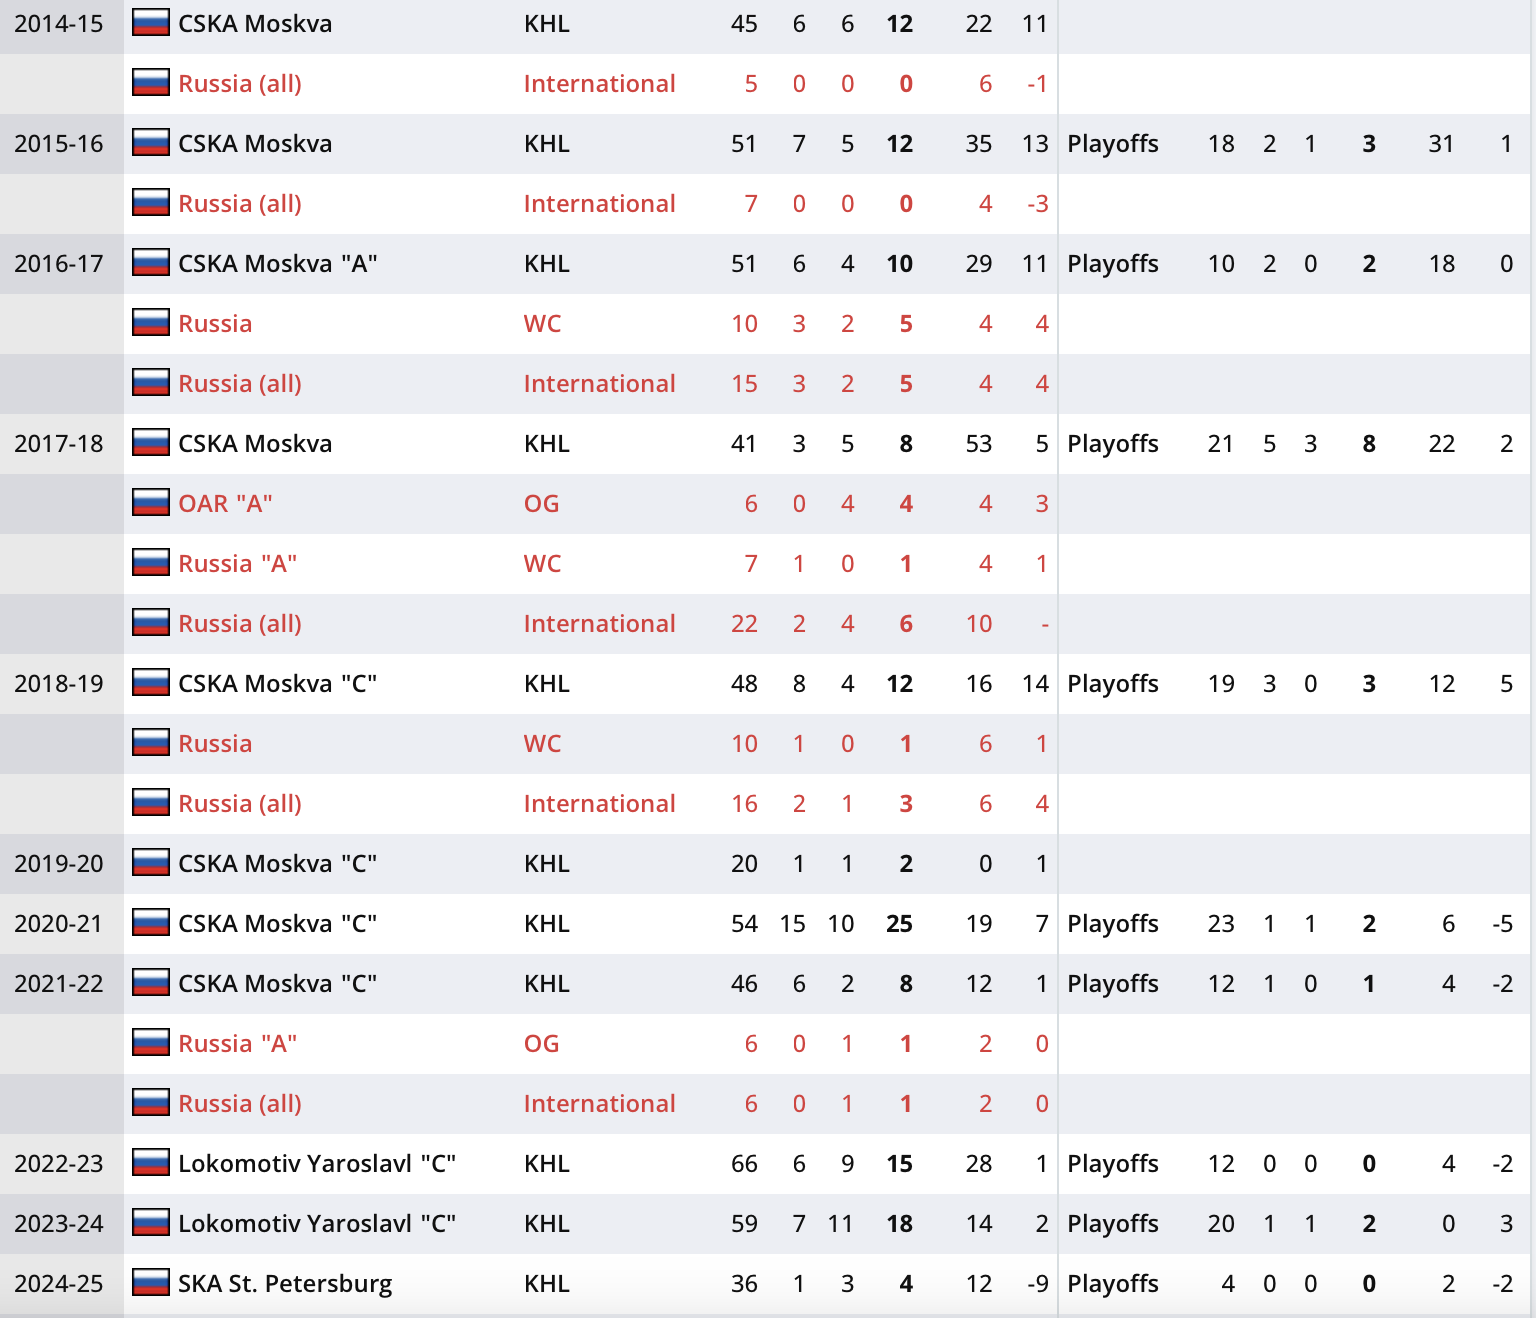 2014-15 CSKA Moskva KHL 45 6 6 12 22 11
Russia (all) International 5 0 0 0 6 -1
2015-16 CSKA Moskva KHL 51 7 5 12 35 13 Playoffs 18 2 1 3 31 1
Russia (all) International 7 0 0 0 4 -3
2016-17 CSKA Moskva "A" KHL 51 6 4 10 29 11 Playoffs 10 2 0 2 18 0
Russia WC 10 3 2 5 4 4
Russia (all) International 15 3 2 5 4 4
2017-18 CSKA Moskva KHL 41 3 5 8 53 5 Playoffs 21 5 3 8 22 2
OAR "A" OG 6 0 4 4 4 3
Russia "A" WC 7 1 0 1 4 1
Russia (all) International 22 2 4 6 10 -
2018-19 CSKA Moskva "C" KHL 48 8 4 12 16 14 Playoffs 19 3 0 3 12 5
Russia WC 10 1 0 1 6 1
Russia (all) International 16 2 1 3 6 4
2019-20 CSKA Moskva "C" KHL 20 1 1 2 0 1
2020-21 CSKA Moskva "C" KHL 54 15 10 25 19 7 Playoffs 23 1 1 2 6 -5
2021-22 CSKA Moskva "C" KHL 46 6 2 8 12 1 Playoffs 12 1 0 1 4 -2
Russia "A" OG 6 0 1 1 2 0
Russia (all) International 6 0 1 1 2 0
2022-23 Lokomotiv Yaroslavl "C" KHL 66 6 9 15 28 1 Playoffs 12 0 0 0 4 -2
2023-24 Lokomotiv Yaroslavl "C" KHL 59 7 11 18 14 2 Playoffs 20 1 1 2 0 3
2024-25 SKA St. Petersburg KHL 36 1 3 4 12 -9 Playoffs 4 0 0 0 2 -2